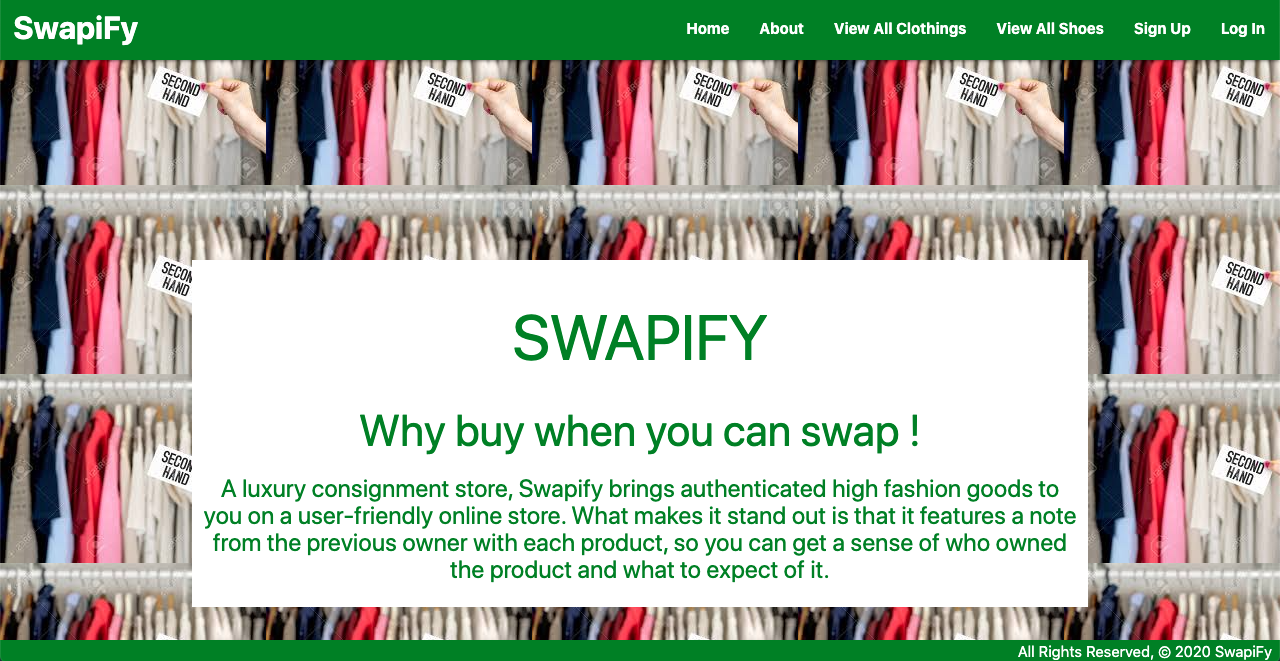 SwapiFy
Home
About
View All Clothings
View All Shoes
Sign Up
Log In
SECOND
HAND
SECOND
HAND
SECOND
HAND
SECOND
HAND
SECOND
HAND
SECOND
HAND
SECOND
HAND
SWAPIFY
Why buy when you can swap !
A luxury consignment store, Swapify brings authenticated high fashion goods to
you on a user-friendly online store. What makes it stand out is that it features a note
from the previous owner with each product, so you can get a sense of who owned
the product and what to expect of it.
SECOND
HAND
All Rights Reserved, © 2020 SwapiFy